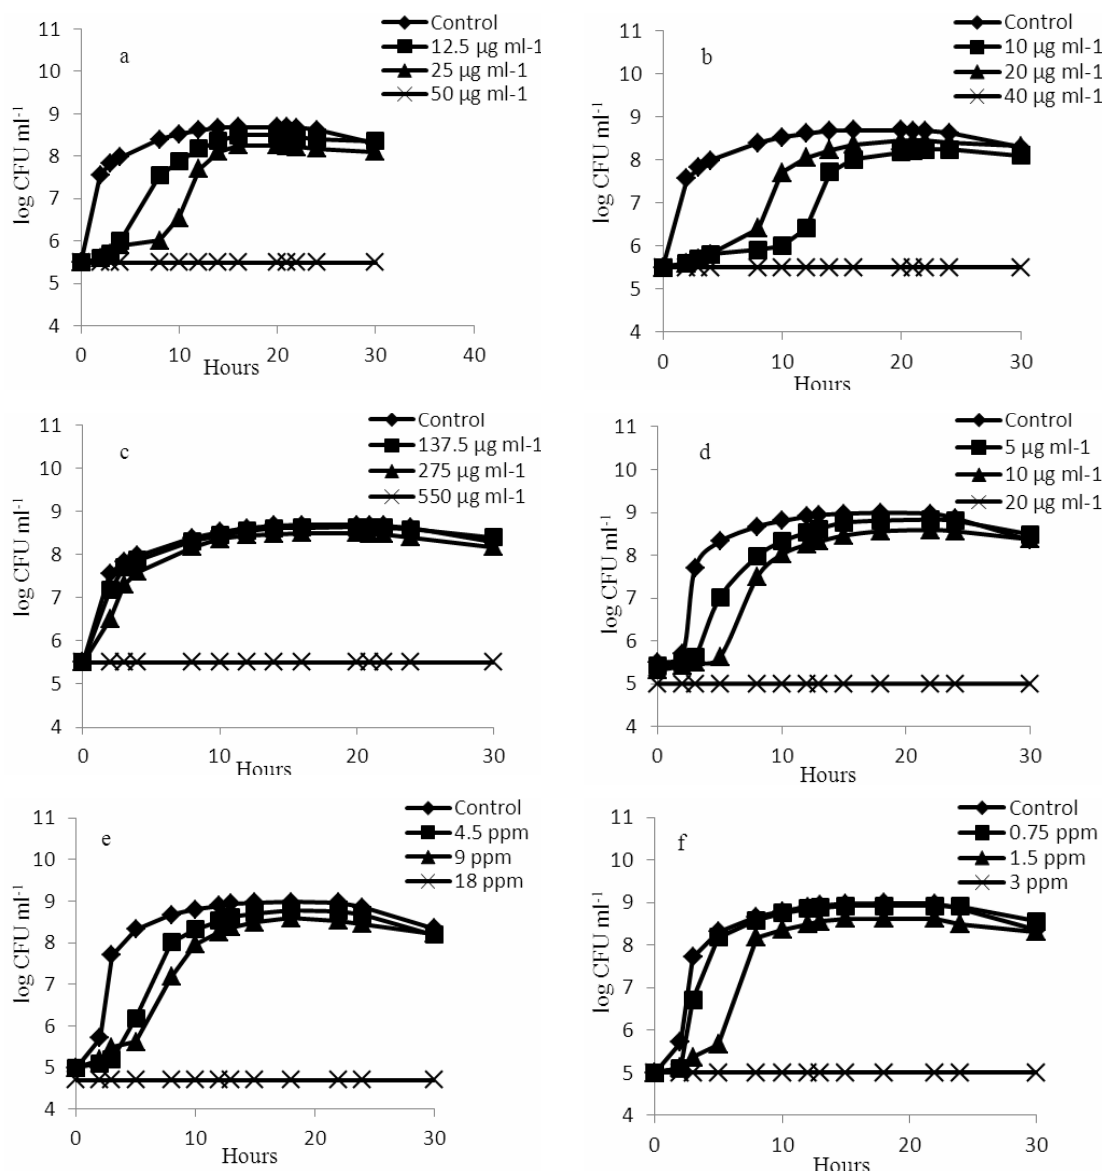 a
Control
12.5 µg ml-1
25 µg ml-1
50 µg ml-1
11
10
9
8
7
6
5
4
log CFU ml-1
0 10 20 30 40
Hours
b
Control
10 µg ml-1
20 µg ml-1
40 µg ml-1
11
10
9
8
7
6
5
4
log CFU ml-1
0 10 20 30
Hours
c
Control
137.5 µg ml-1
275 µg ml-1
550 µg ml-1
11
10
9
8
7
6
5
4
log CFU ml-1
0 10 20 30
Hours
d
Control
5 µg ml-1
10 µg ml-1
20 µg ml-1
11
10
9
8
7
6
5
4
log CFU ml-1
0 10 20 30
Hours
e
Control
4.5 ppm
9 ppm
18 ppm
11
10
9
8
7
6
5
4
log CFU ml-1
0 10 20 30
Hours
f
Control
0.75 ppm
1.5 ppm
3 ppm
11
10
9
8
7
6
5
4
log CFU ml-1
0 10 20 30
Hours